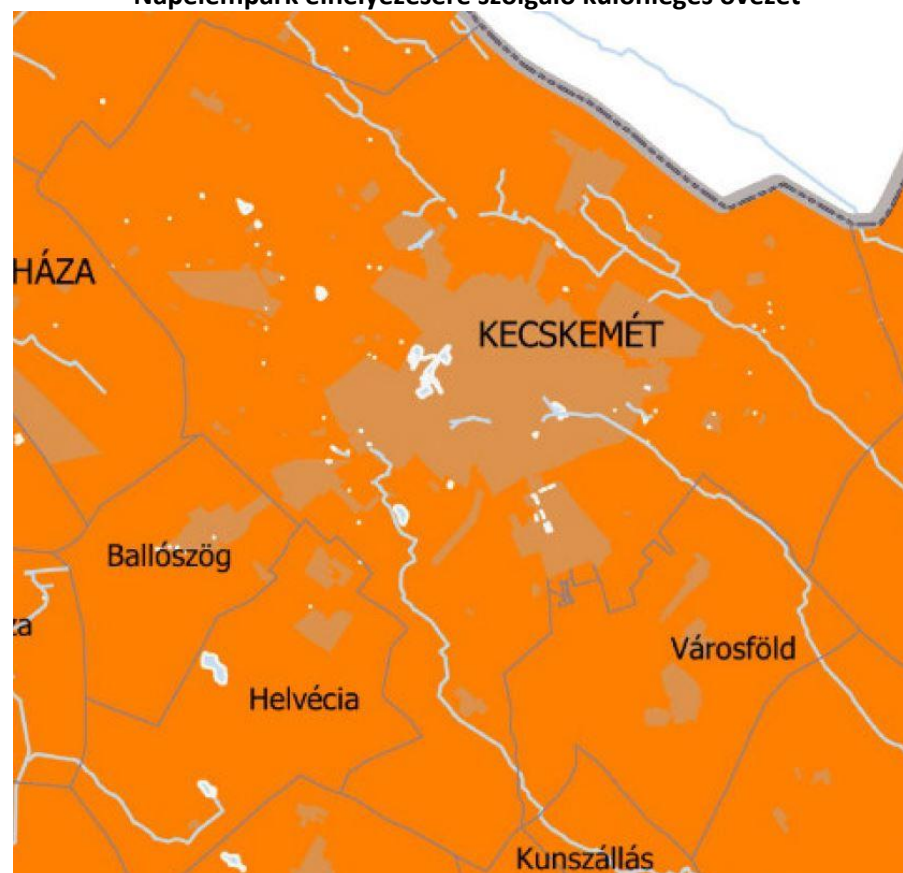 Napelempark elhelyezésére szolgáló különleges övezet
HÁZA
KECSKEMÉT
Ballószög
za
Városföld
Helvécia
Kunszállás